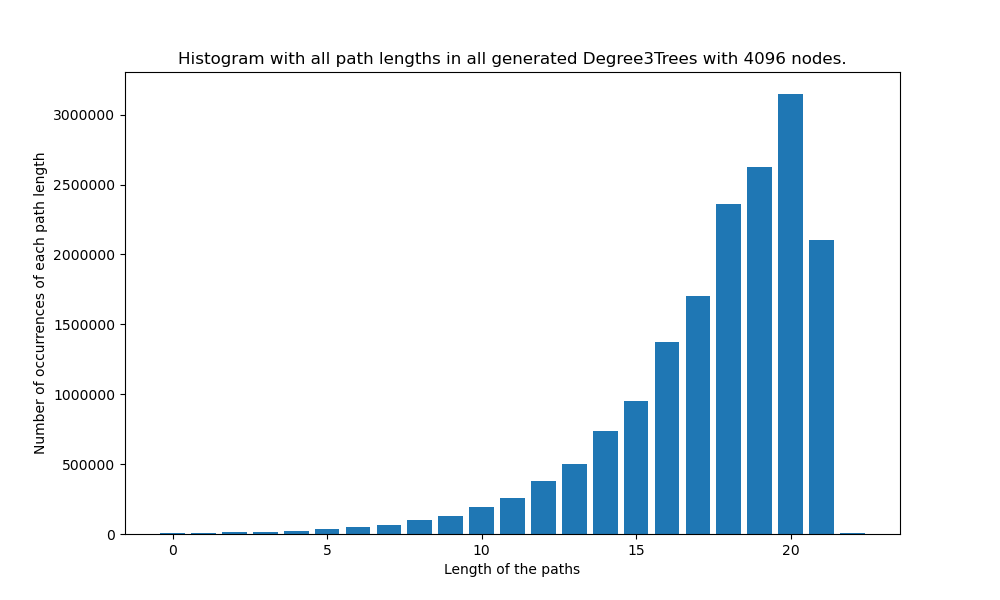 Histogram with all path lengths in all generated Degree3Trees with 4096 nodes.
Number of occurrences of each path length
3000000
2500000
2000000
1500000
1000000
500000
0
0 5 10 15 20
Length of the paths